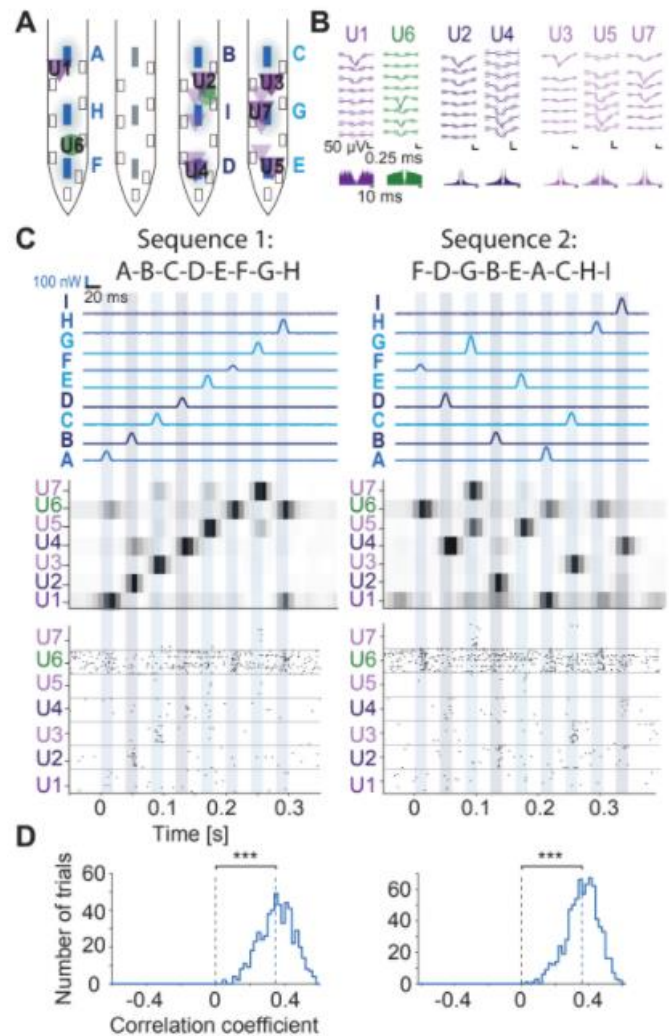 A
A
B
C
H
I
G
F
D
E
U1
U2
U3
U7
U6
U4
U5
B
U1 U6 U2 U4 U3 U5 U7
50 µV
0.25 ms
10 ms
C
Sequence 1:
A-B-C-D-E-F-G-H
100 nW
20 ms
I
H
G
F
E
D
C
B
A
U7
U6
U5
U4
U3
U2
U1
U7
U6
U5
U4
U3
U2
U1
0 0.1 0.2 0.3
Time [s]
Sequence 2:
F-D-G-B-E-A-C-H-I
I
H
G
F
E
D
C
B
A
U7
U6
U5
U4
U3
U2
U1
U7
U6
U5
U4
U3
U2
U1
0 0.1 0.2 0.3
D
Number of trials
60
40
20
0
***
-0.4 0 0.4
Correlation coefficient
60
40
20
0
***
-0.4 0 0.4